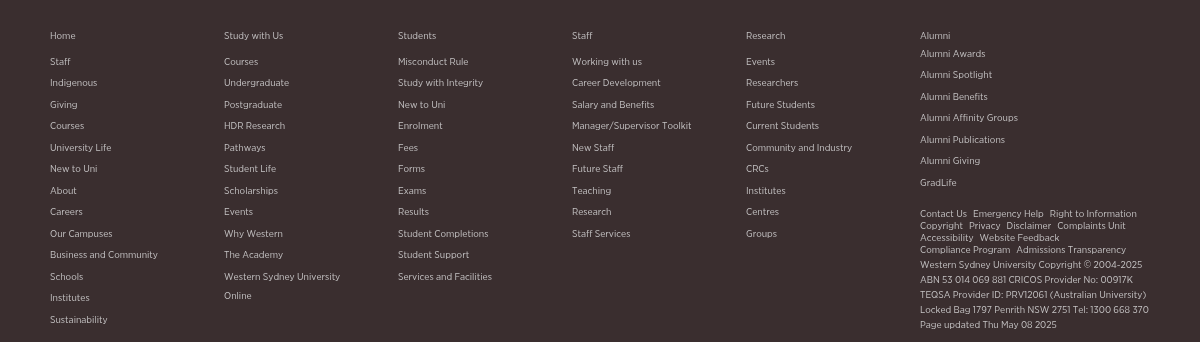 Home
Staff
Indigenous
Giving
Courses
University Life
New to Uni
About
Careers
Our Campuses
Business and Community
Schools
Institutes
Sustainability
Study with Us
Courses
Undergraduate
Postgraduate
HDR Research
Pathways
Student Life
Scholarships
Events
Why Western
The Academy
Western Sydney University
Online
Students
Misconduct Rule
Study with Integrity
New to Uni
Enrolment
Fees
Forms
Exams
Results
Student Completions
Student Support
Services and Facilities
Staff
Working with us
Career Development
Salary and Benefits
Manager/Supervisor Toolkit
New Staff
Future Staff
Teaching
Research
Staff Services
Research
Events
Researchers
Future Students
Current Students
Community and Industry
CRCs
Institutes
Centres
Groups
Alumni
Alumni Awards
Alumni Spotlight
Alumni Benefits
Alumni Affinity Groups
Alumni Publications
Alumni Giving
GradLife
Contact Us Emergency Help Right to Information
Copyright Privacy Disclaimer Complaints Unit
Accessibility Website Feedback
Compliance Program Admissions Transparency
Western Sydney University Copyright © 2004-2025
ABN 53 014 069 881 CRICOS Provider No: 00917K
TEQSA Provider ID: PRV12061 (Australian University)
Locked Bag 1797 Penrith NSW 2751 Tel: 1300 668 370
Page updated Thu May 08 2025